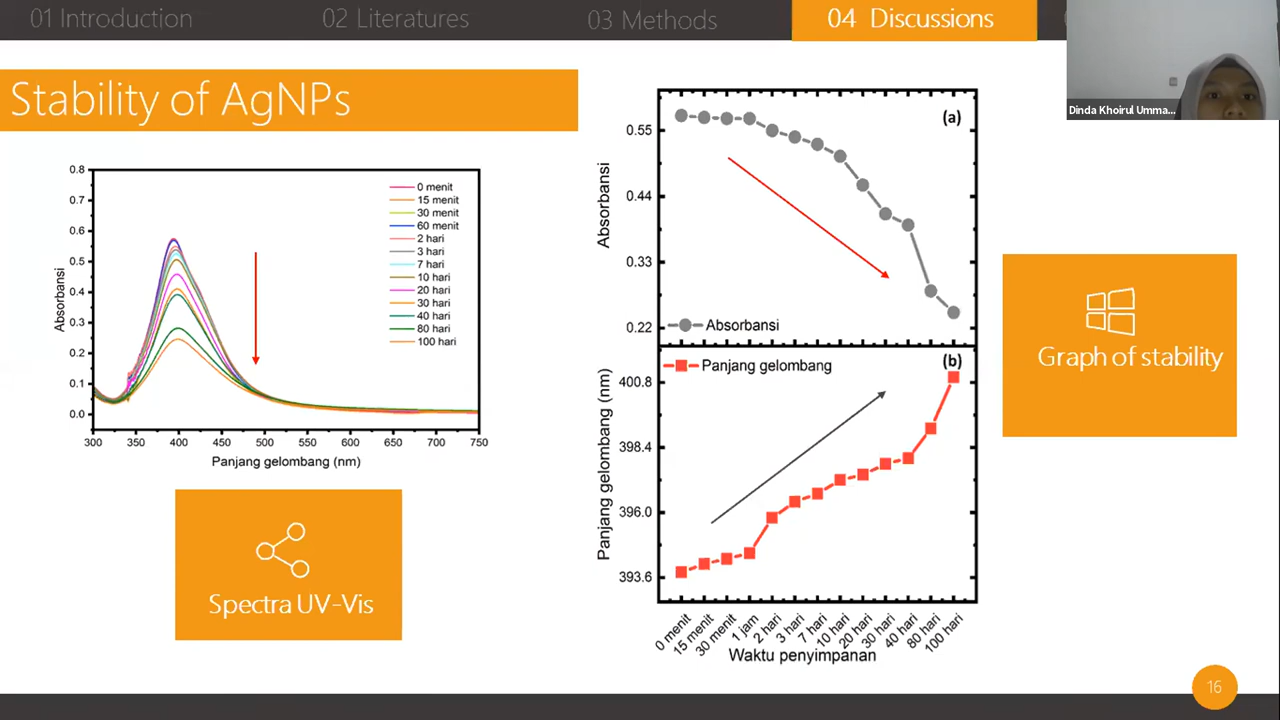 01 Introduction
02 Literatures
03 Methods
04 Discussions
Dinda Khoirul Umma...
Stability of AgNPs
0.8
0.7
0.6
0.5
0.4
0.3
0.2
0.1
0.0
Absorbansi
300
350
400
450
500
550
600
650
700
750
Panjang gelombang (nm)
0 menit
15 menit
30 menit
60 menit
2 hari
3 hari
7 hari
10 hari
20 hari
30 hari
40 hari
80 hari
100 hari
Spectra UV-Vis
(a)
0.55
0.44
0.33
0.22
Absorbansi
Absorbansi
(b)
Panjang gelombang
400.8
398.4
396.0
393.6
Panjang gelombang (nm)
0 menit
15 menit
30 menit
1 jam
2 hari
3 hari
7 hari
10 hari
20 hari
30 hari
40 hari
80 hari
100 hari
Waktu penyimpanan
Graph of stability
16